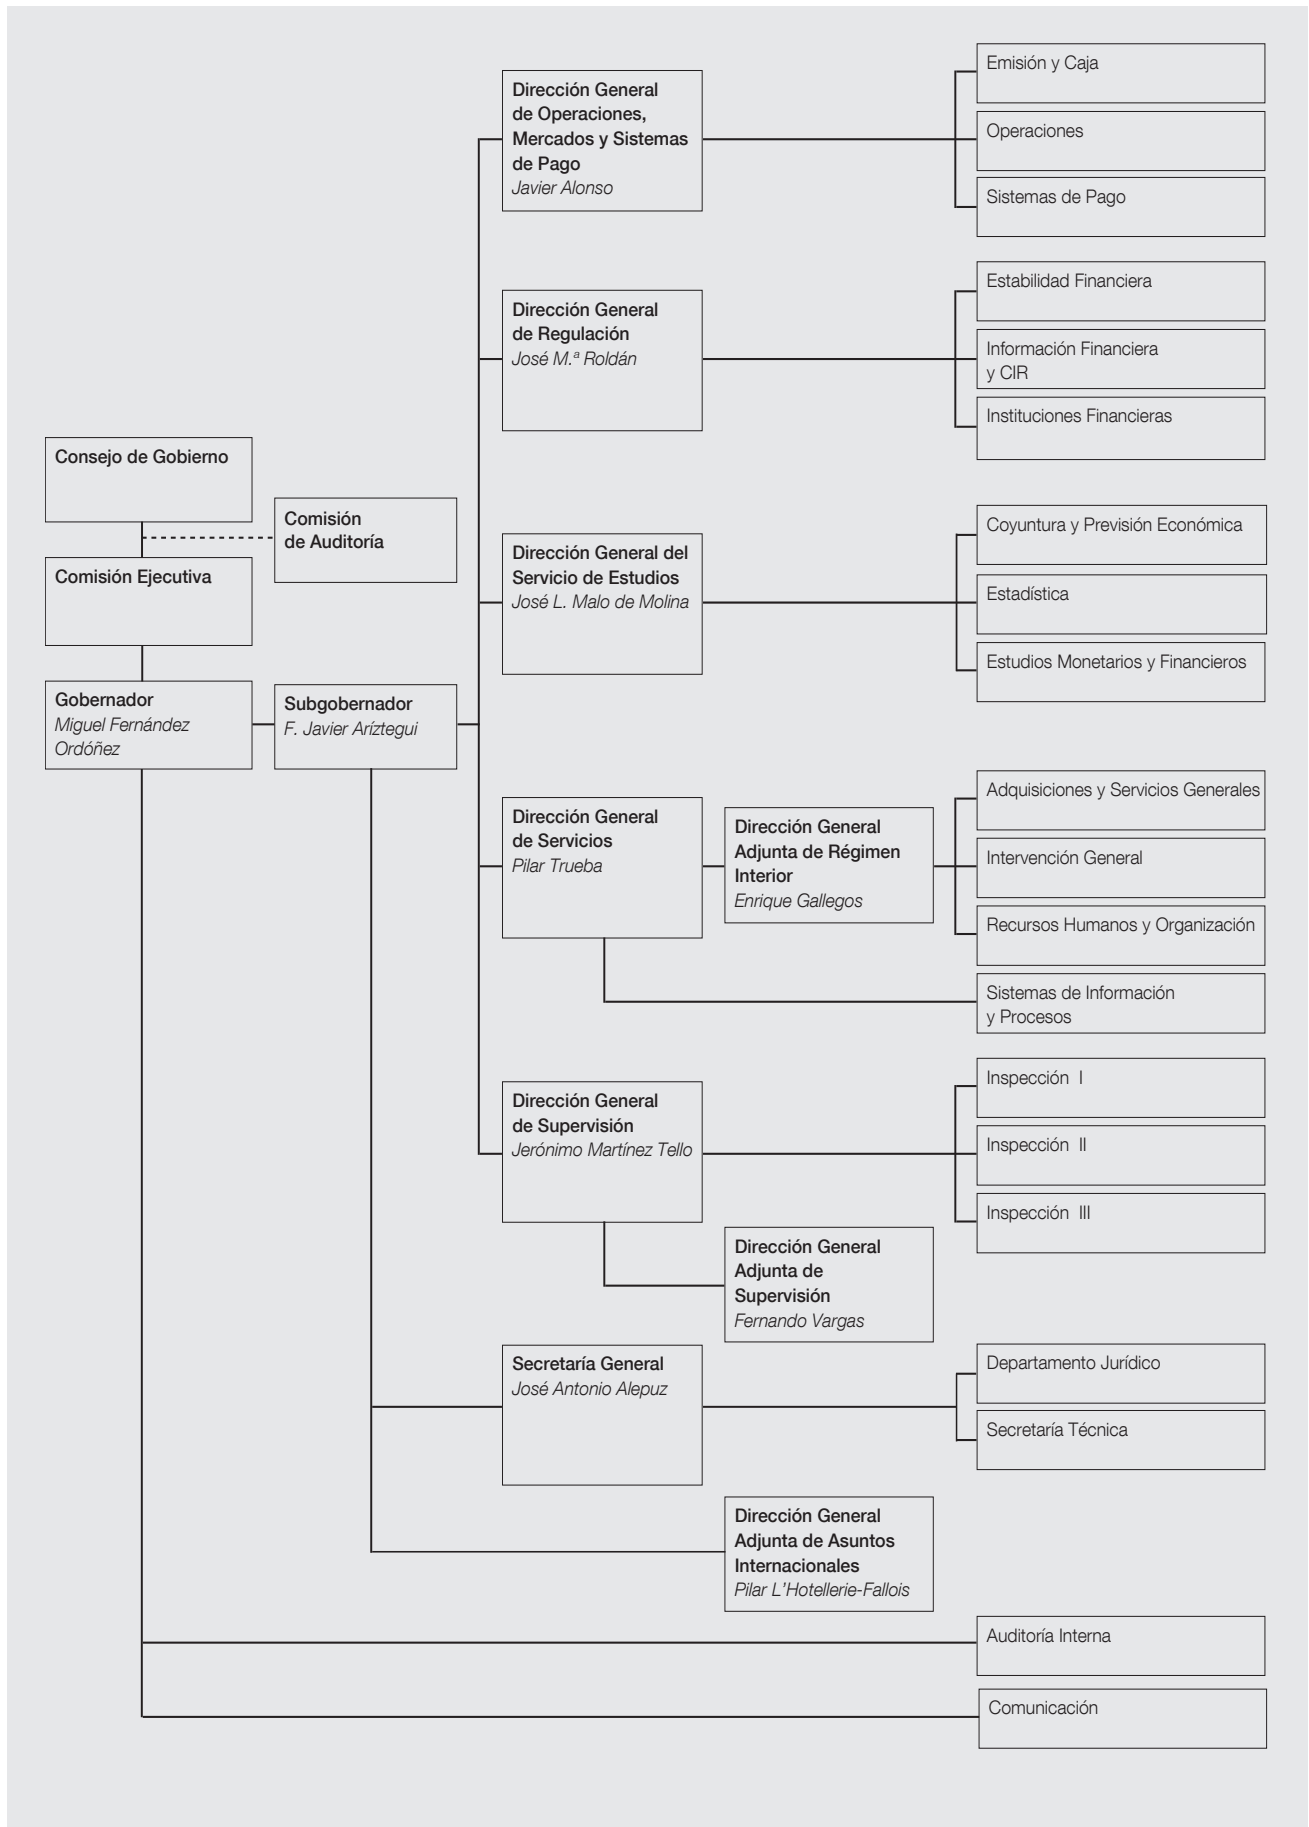 Consejo de Gobierno
Comisión
de Auditoría
Comisión Ejecutiva
Gobernador
Miguel Fernández
Ordóñez
Subgobernador
F. Javier Aríztegui
Dirección General
de Operaciones,
Mercados y Sistemas
de Pago
Javier Alonso
Emisión y Caja
Operaciones
Sistemas de Pago
Dirección General
de Regulación
José M.ª Roldán
Estabilidad Financiera
Información Financiera
y CIR
Instituciones Financieras
Dirección General del
Servicio de Estudios
José L. Malo de Molina
Coyuntura y Previsión Económica
Estadística
Estudios Monetarios y Financieros
Dirección General
de Servicios
Pilar Trueba
Dirección General
Adjunta de Régimen
Interior
Enrique Gallegos
Adquisiciones y Servicios Generales
Intervención General
Recursos Humanos y Organización
Sistemas de Información
y Procesos
Dirección General
de Supervisión
Jerónimo Martínez Tello
Inspección I
Inspección II
Inspección III
Dirección General
Adjunta de
Supervisión
Fernando Vargas
Secretaría General
José Antonio Alepuz
Departamento Jurídico
Secretaría Técnica
Dirección General
Adjunta de Asuntos
Internacionales
Pilar L’Hotellerie-Fallois
Auditoría Interna
Comunicación